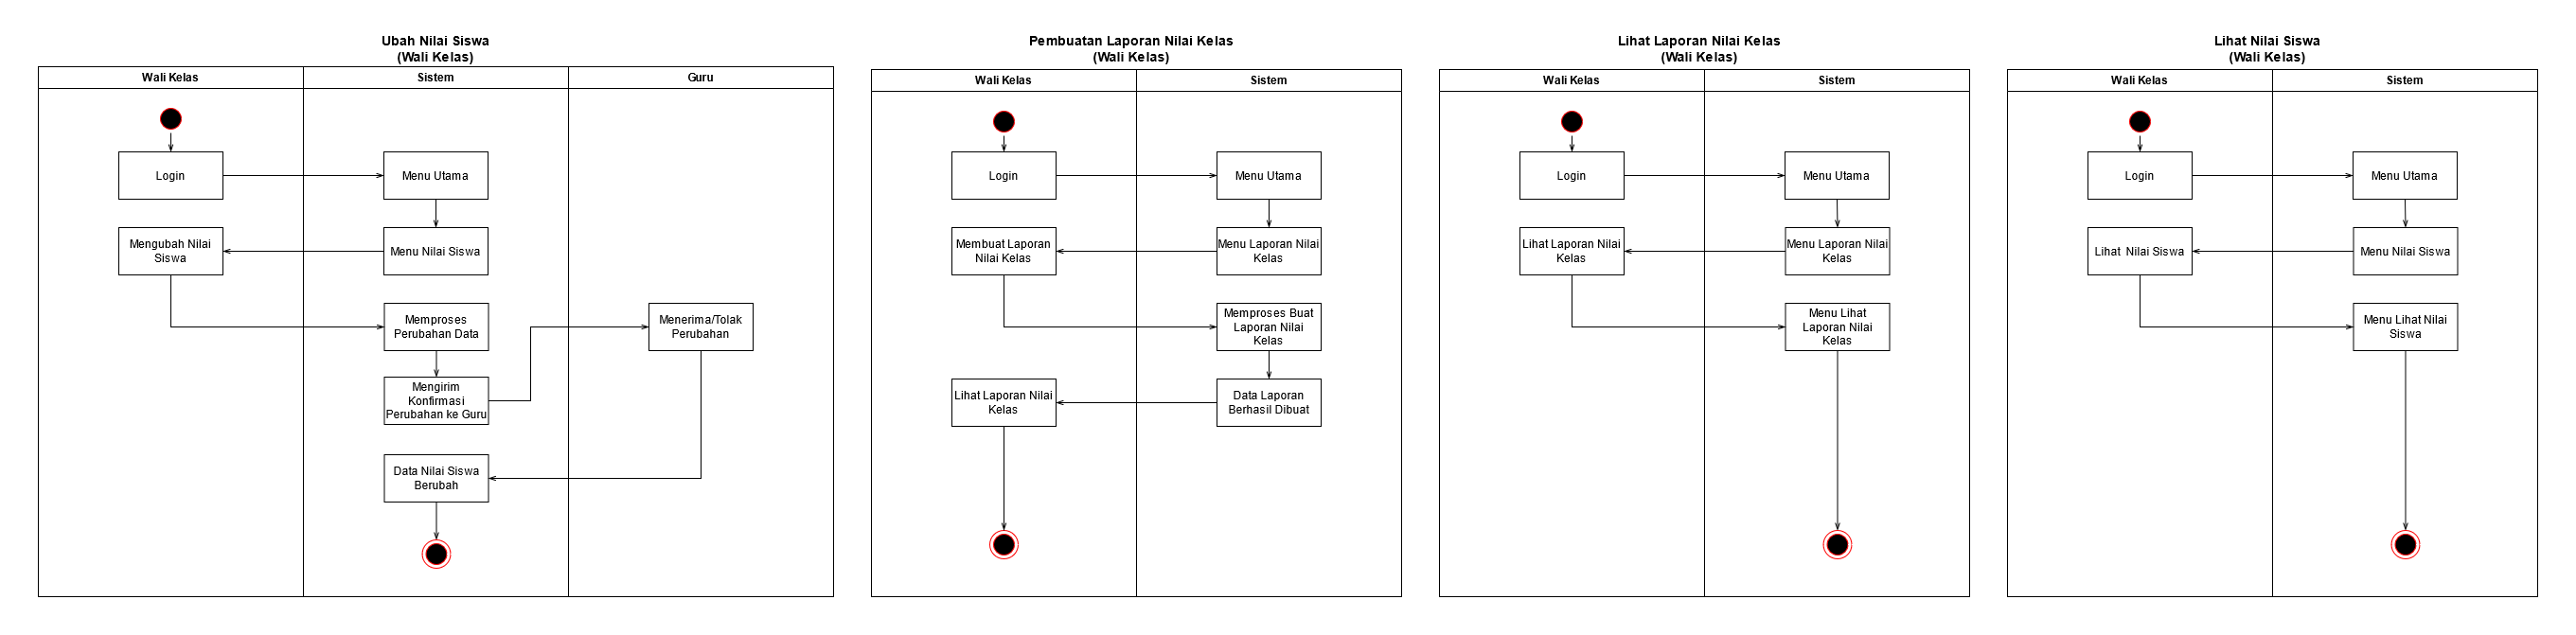 Ubah Nilai Siswa
(Wali Kelas)
Wali Kelas
Sistem
Guru
Login
Menu Utama
Mengubah Nilai
Siswa
Menu Nilai Siswa
Memproses
Perubahan Data
Menerima/Tolak
Perubahan
Mengirim
Konfirmasi
Perubahan ke Guru
Data Nilai Siswa
Berubah
Pembuatan Laporan Nilai Kelas
(Wali Kelas)
Wali Kelas
Sistem
Login
Menu Utama
Membuat Laporan
Nilai Kelas
Menu Laporan Nilai
Kelas
Memproses Buat
Laporan Nilai
Kelas
Lihat Laporan Nilai
Kelas
Data Laporan
Berhasil Dibuat
Lihat Laporan Nilai Kelas
(Wali Kelas)
Wali Kelas
Sistem
Login
Menu Utama
Lihat Laporan Nilai
Kelas
Menu Laporan Nilai
Kelas
Menu Lihat
Laporan Nilai
Kelas
Lihat Nilai Siswa
(Wali Kelas)
Wali Kelas
Sistem
Login
Menu Utama
Lihat  Nilai Siswa
Menu Nilai Siswa
Menu Lihat Nilai
Siswa